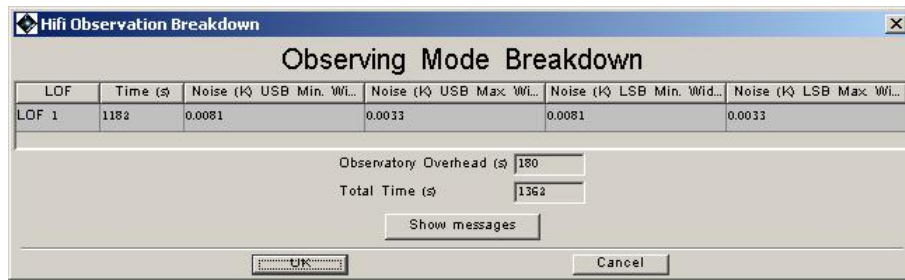 Hifi Observation Breakdown
Observing Mode Breakdown
LOF Time (s) Noise (K) USB Min. Wi... Noise (K) USB Max. Wi... Noise (K) LSB Min. Wid... Noise (K) LSB Max. Wi...
LOF 1 1182 0.0081 0.0033 0.0081 0.0033
Observatory Overhead (s) 180
Total Time (s) 1362
Show messages
OK Cancel